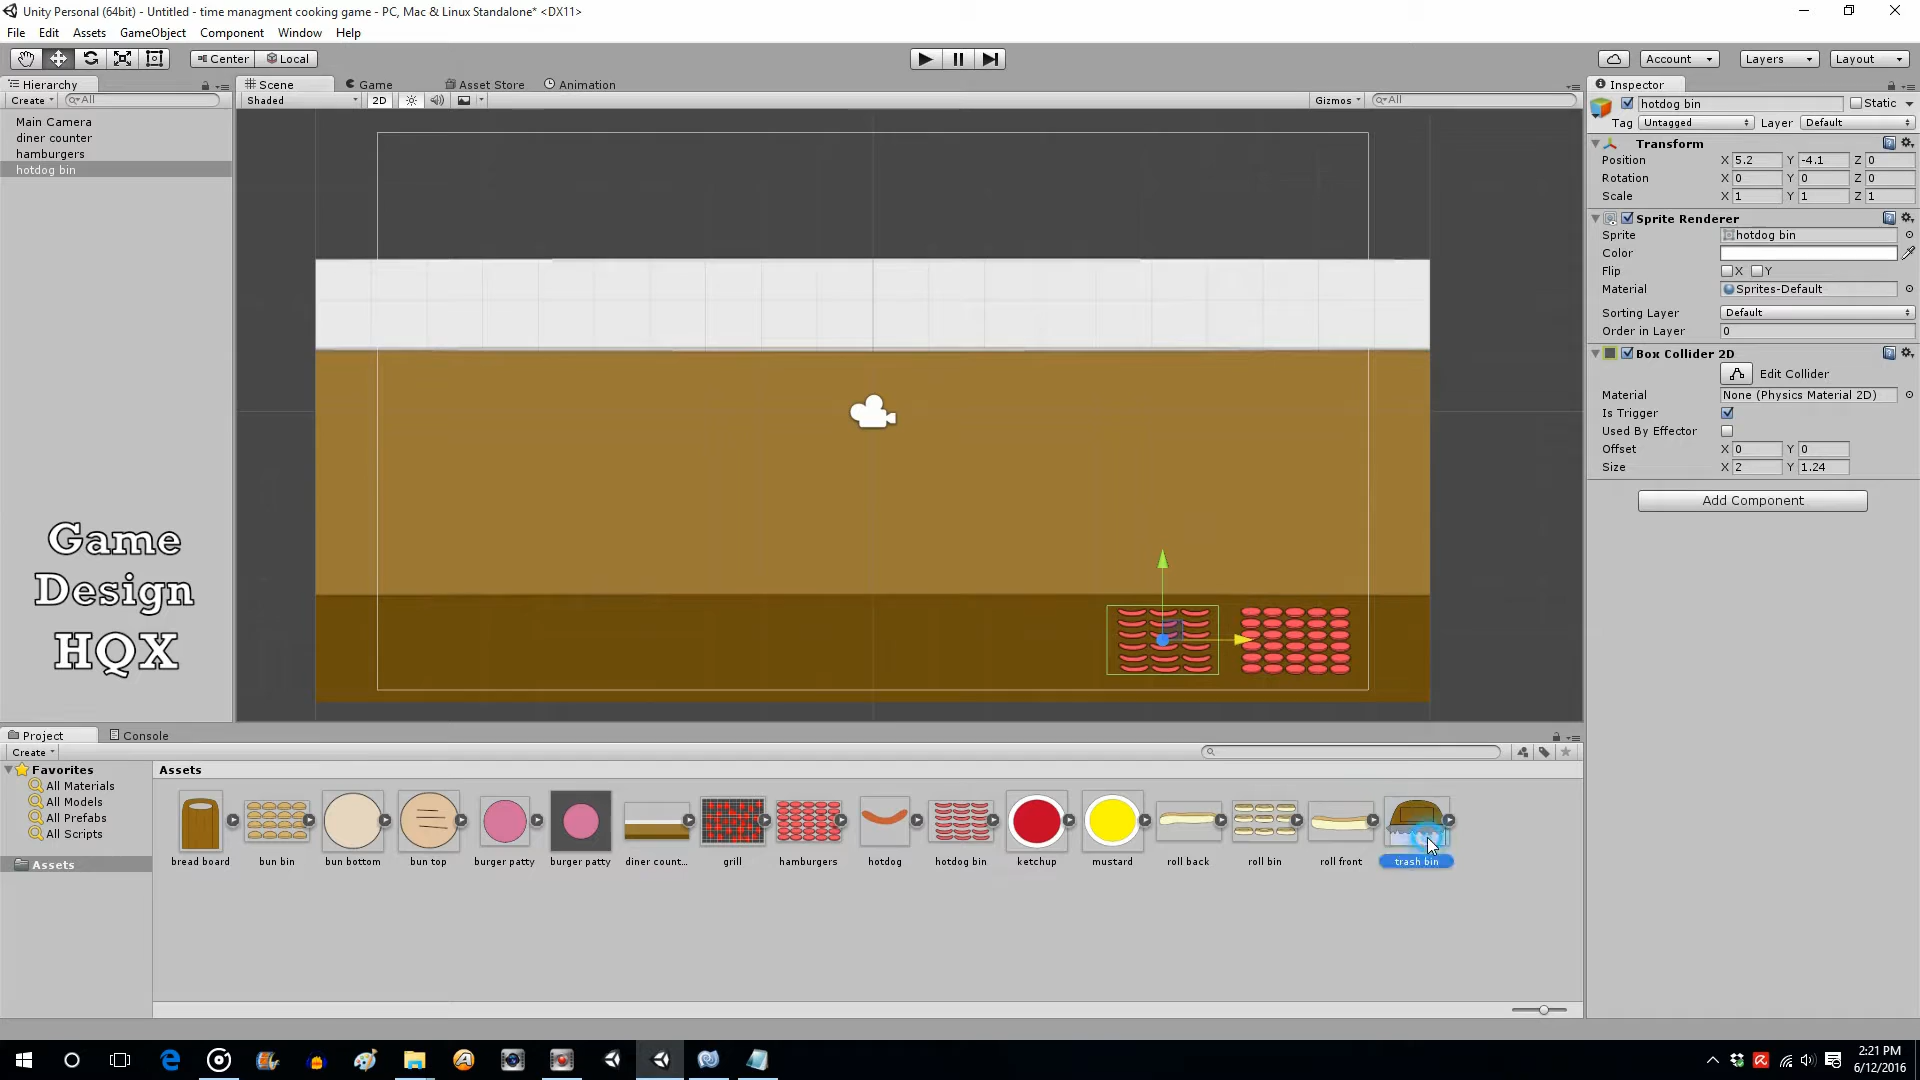 Unity Personal (64bit) - Untitled - time managment cooking game - PC, Mac & Linux Standalone* <DX11>
File Edit Assets GameObject Component Window Help
Center Local Account Layers Layout
Hierarchy
Create All
Main Camera
diner counter
hamburgers
hotdog bin
Scene Game Asset Store Animation
Shaded 2D Gizmos All
Game
Design
HQX
Inspector
hotdog bin Static
Tag Untagged Layer Default
Transform
Position X 5.2 Y -4.1 Z 0
Rotation X 0 Y 0 Z 0
Scale X 1 Y 1 Z 1
Sprite Renderer
Sprite hotdog bin
Color
Flip X Y
Material Sprites-Default
Sorting Layer Default
Order in Layer 0
Box Collider 2D
Edit Collider
Material None (Physics Material 2D)
Is Trigger
Used By Effector
Offset X 0 Y 0
Size X 2 Y 1.24
Add Component
Project Console
Create
Favorites
All Materials
All Models
All Prefabs
All Scripts
Assets
Assets
bread board bun bin bun bottom bun top burger patty burger patty diner count... grill hamburgers hotdog hotdog bin ketchup mustard roll back roll bin roll front trash bin
2:21 PM
6/12/2016